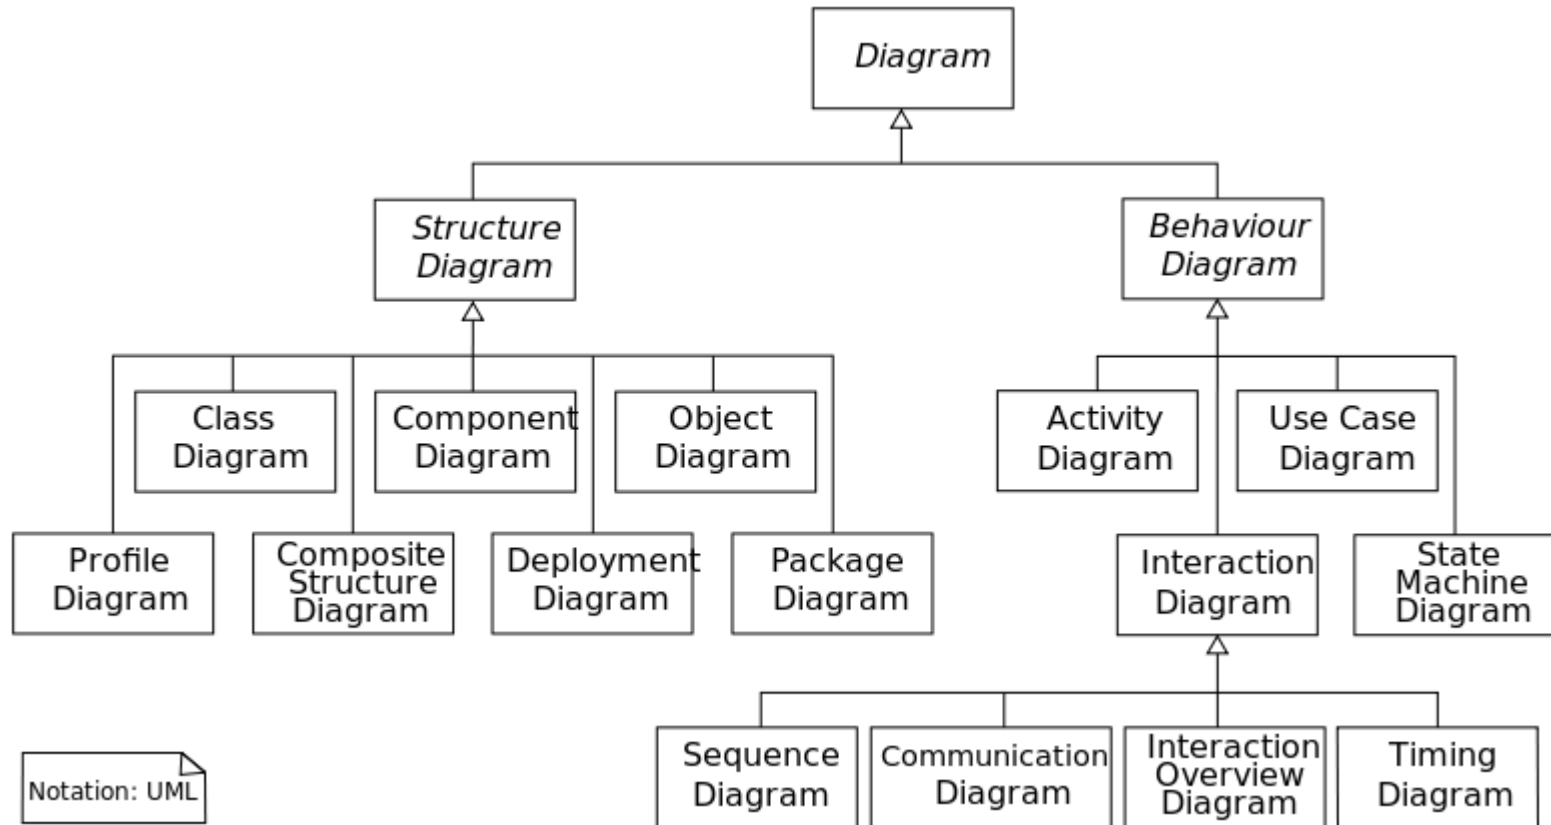 Diagram
Structure
Diagram
Behaviour
Diagram
Class
Diagram
Component
Diagram
Object
Diagram
Activity
Diagram
Use Case
Diagram
Profile
Diagram
Composite
Structure
Diagram
Deployment
Diagram
Package
Diagram
Interaction
Diagram
State
Machine
Diagram
Sequence
Diagram
Communication
Diagram
Interaction
Overview
Diagram
Timing
Diagram
Notation: UML